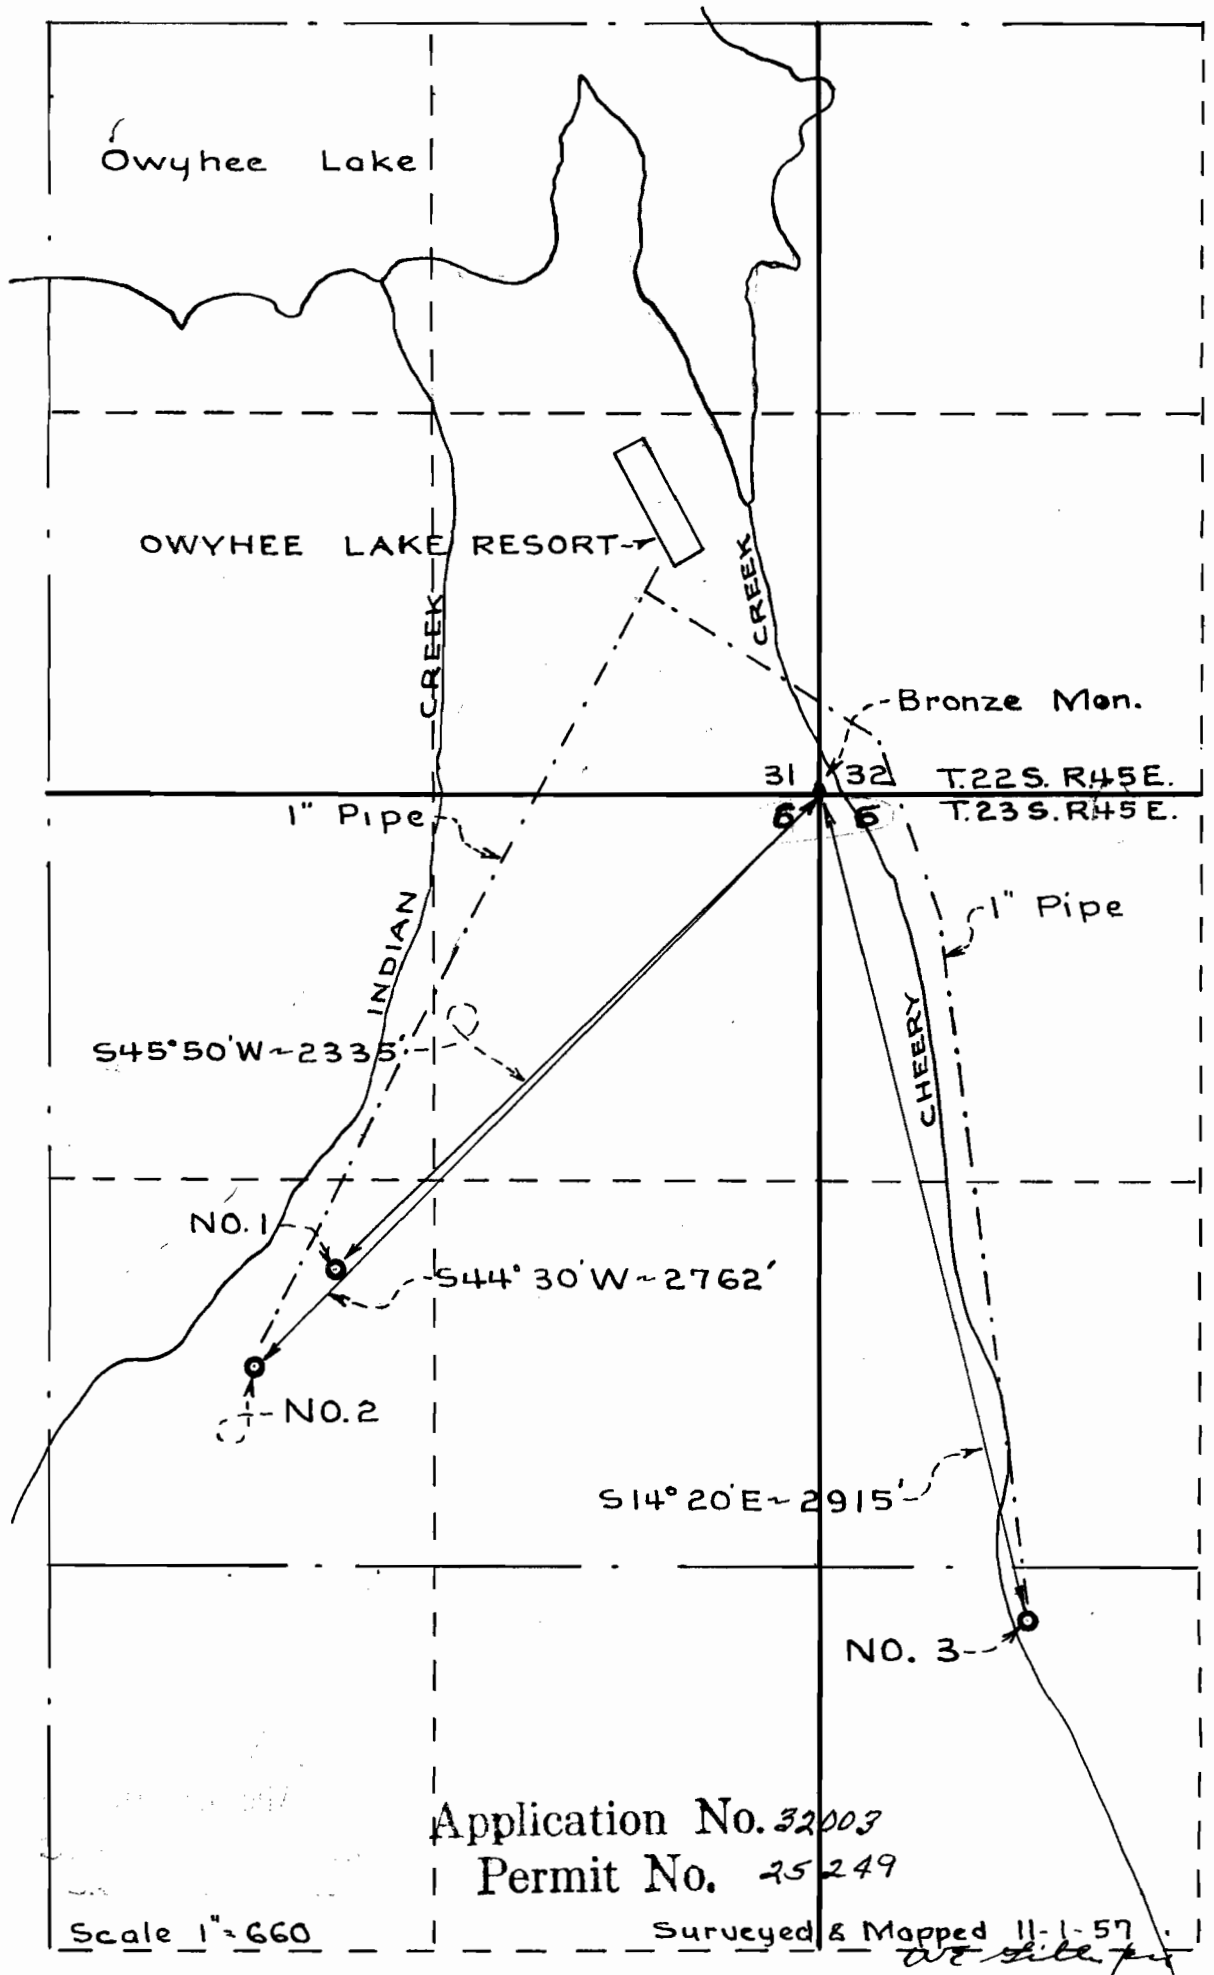 Owyhee Lake
OWYHEE LAKE RESORT
CREEK
CREEK
Bronze Mon.
31 32
T.22S. R.45E.
6 6
T.23S. R.45E.
1" Pipe
INDIAN
1" Pipe
CHEERY
S45°50'W~2335'
NO.1
S44°30'W~2762'
NO.2
S14°20'E~2915'
NO. 3
Application No. 32003
Permit No. 25249
Scale 1"=660
Surveyed & Mapped 11-1-57